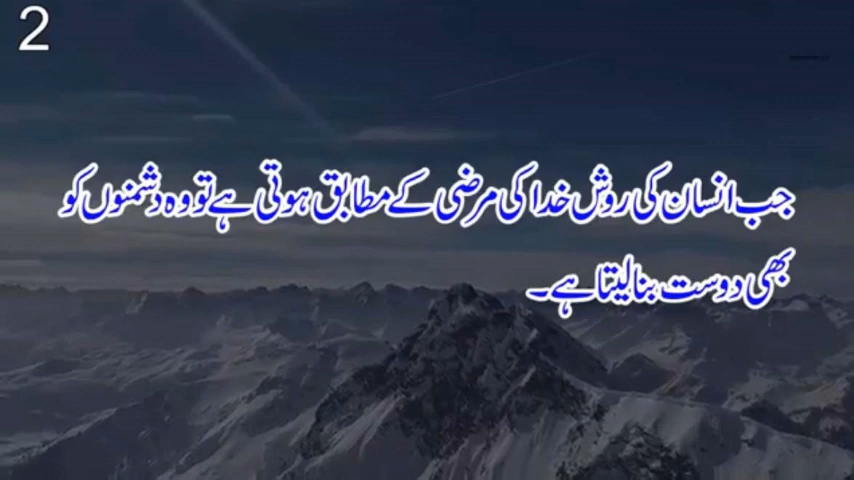 2
جب انسان کی روش خدا کی مرضی کے مطابق ہوتی ہے تو وہ دشمنوں کو
بھی دوست بنا لیتا ہے۔